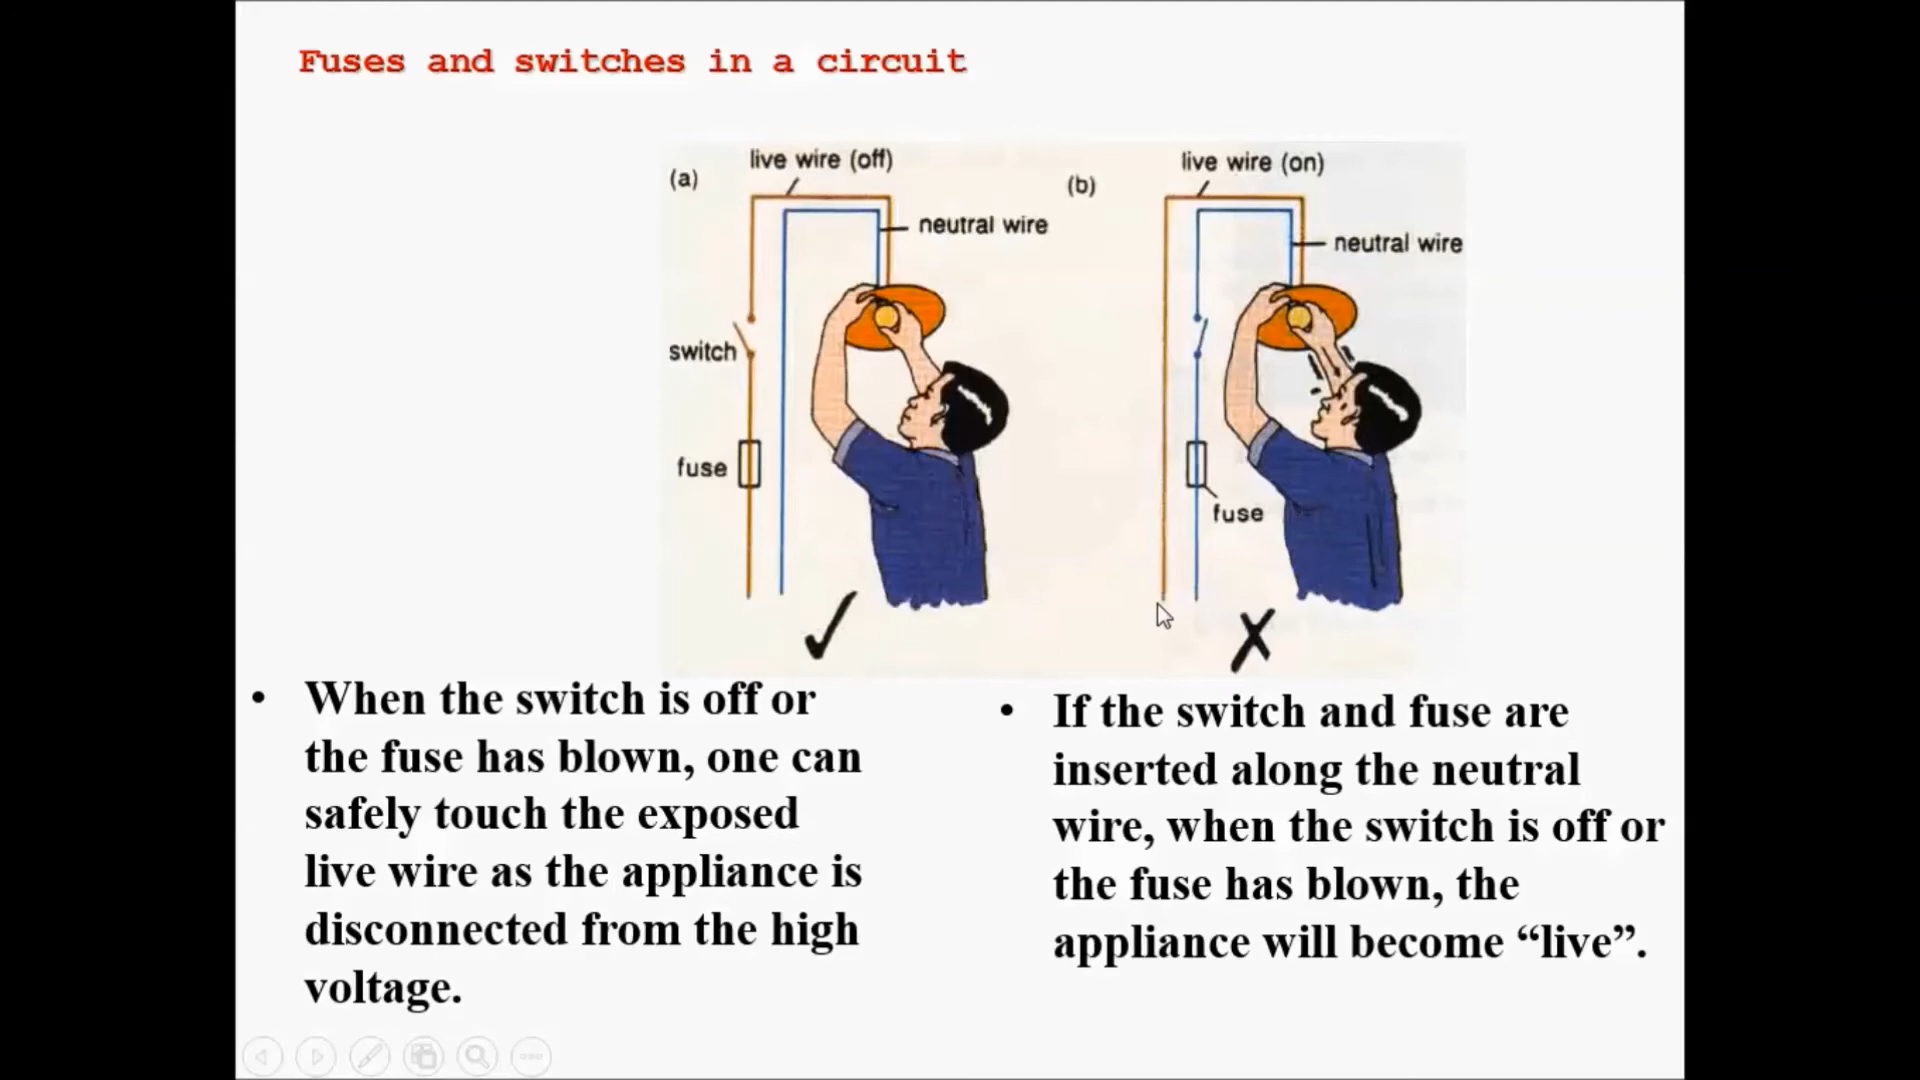 Fuses and switches in a circuit
(a)
live wire (off)
neutral wire
switch
fuse
(b)
live wire (on)
neutral wire
fuse
• When the switch is off or
the fuse has blown, one can
safely touch the exposed
live wire as the appliance is
disconnected from the high
voltage.
• If the switch and fuse are
inserted along the neutral
wire, when the switch is off or
the fuse has blown, the
appliance will become “live”.